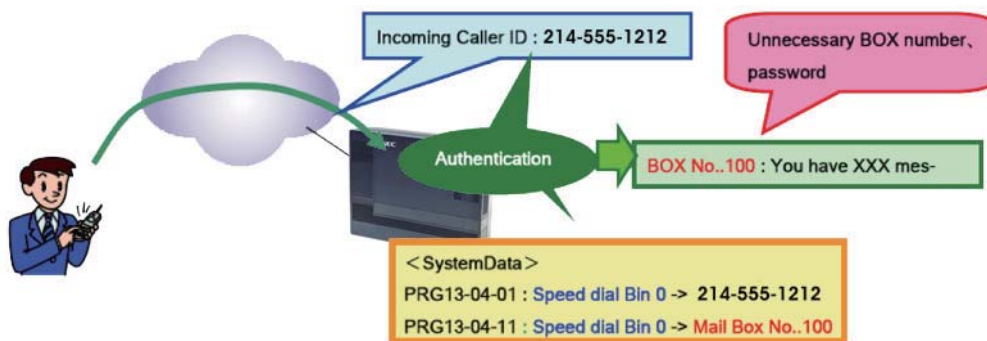 Incoming Caller ID : 214-555-1212
Unnecessary BOX number、
password
Authentication
BOX No..100 : You have XXX mes-
＜SystemData＞
PRG13-04-01 : Speed dial Bin 0 -> 214-555-1212
PRG13-04-11 : Speed dial Bin 0 -> Mail Box No..100